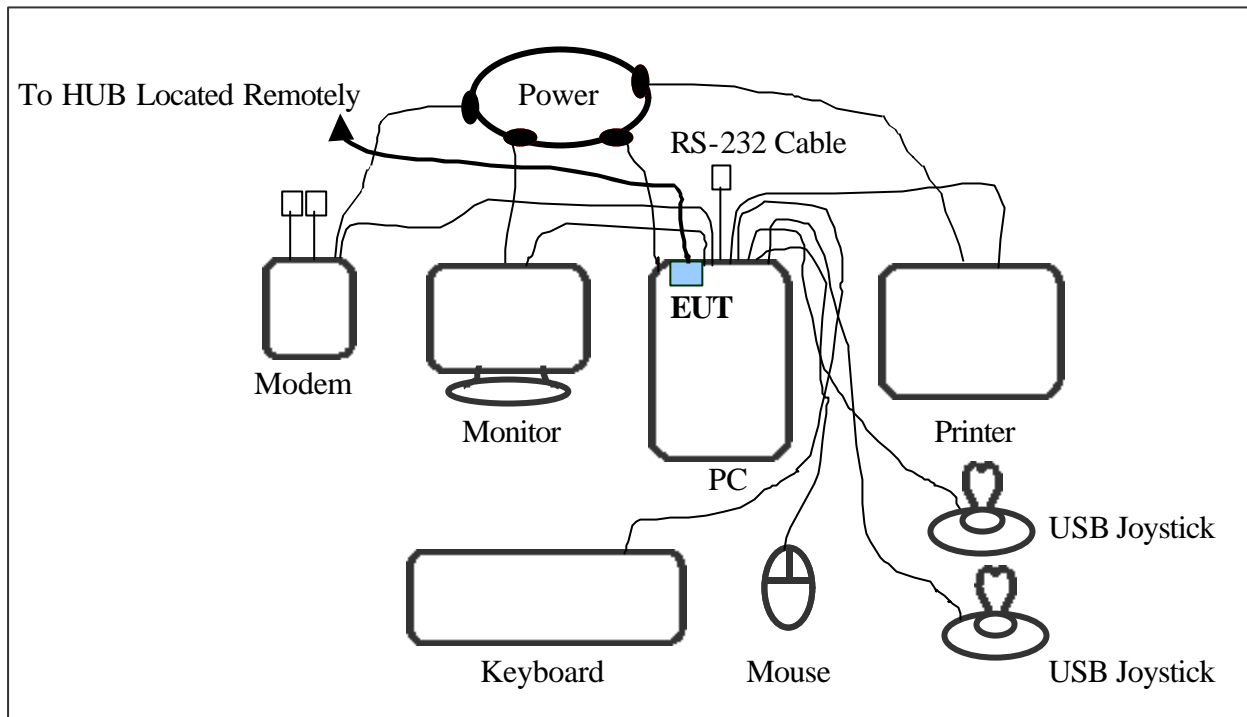 Power
To HUB Located Remotely
RS-232 Cable
EUT
Modem
Monitor
Printer
PC
USB Joystick
Keyboard
Mouse
USB Joystick